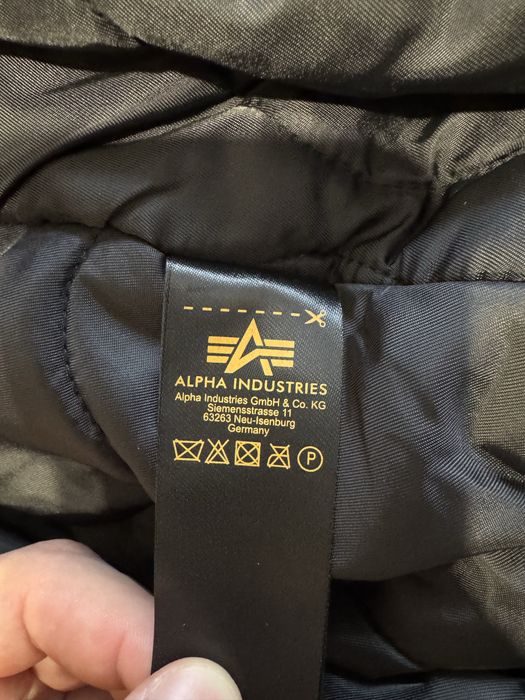 ALPHA INDUSTRIES
Alpha Industries GmbH & Co. KG
Siemensstrasse 11
63263 Neu-Isenburg
Germany
P